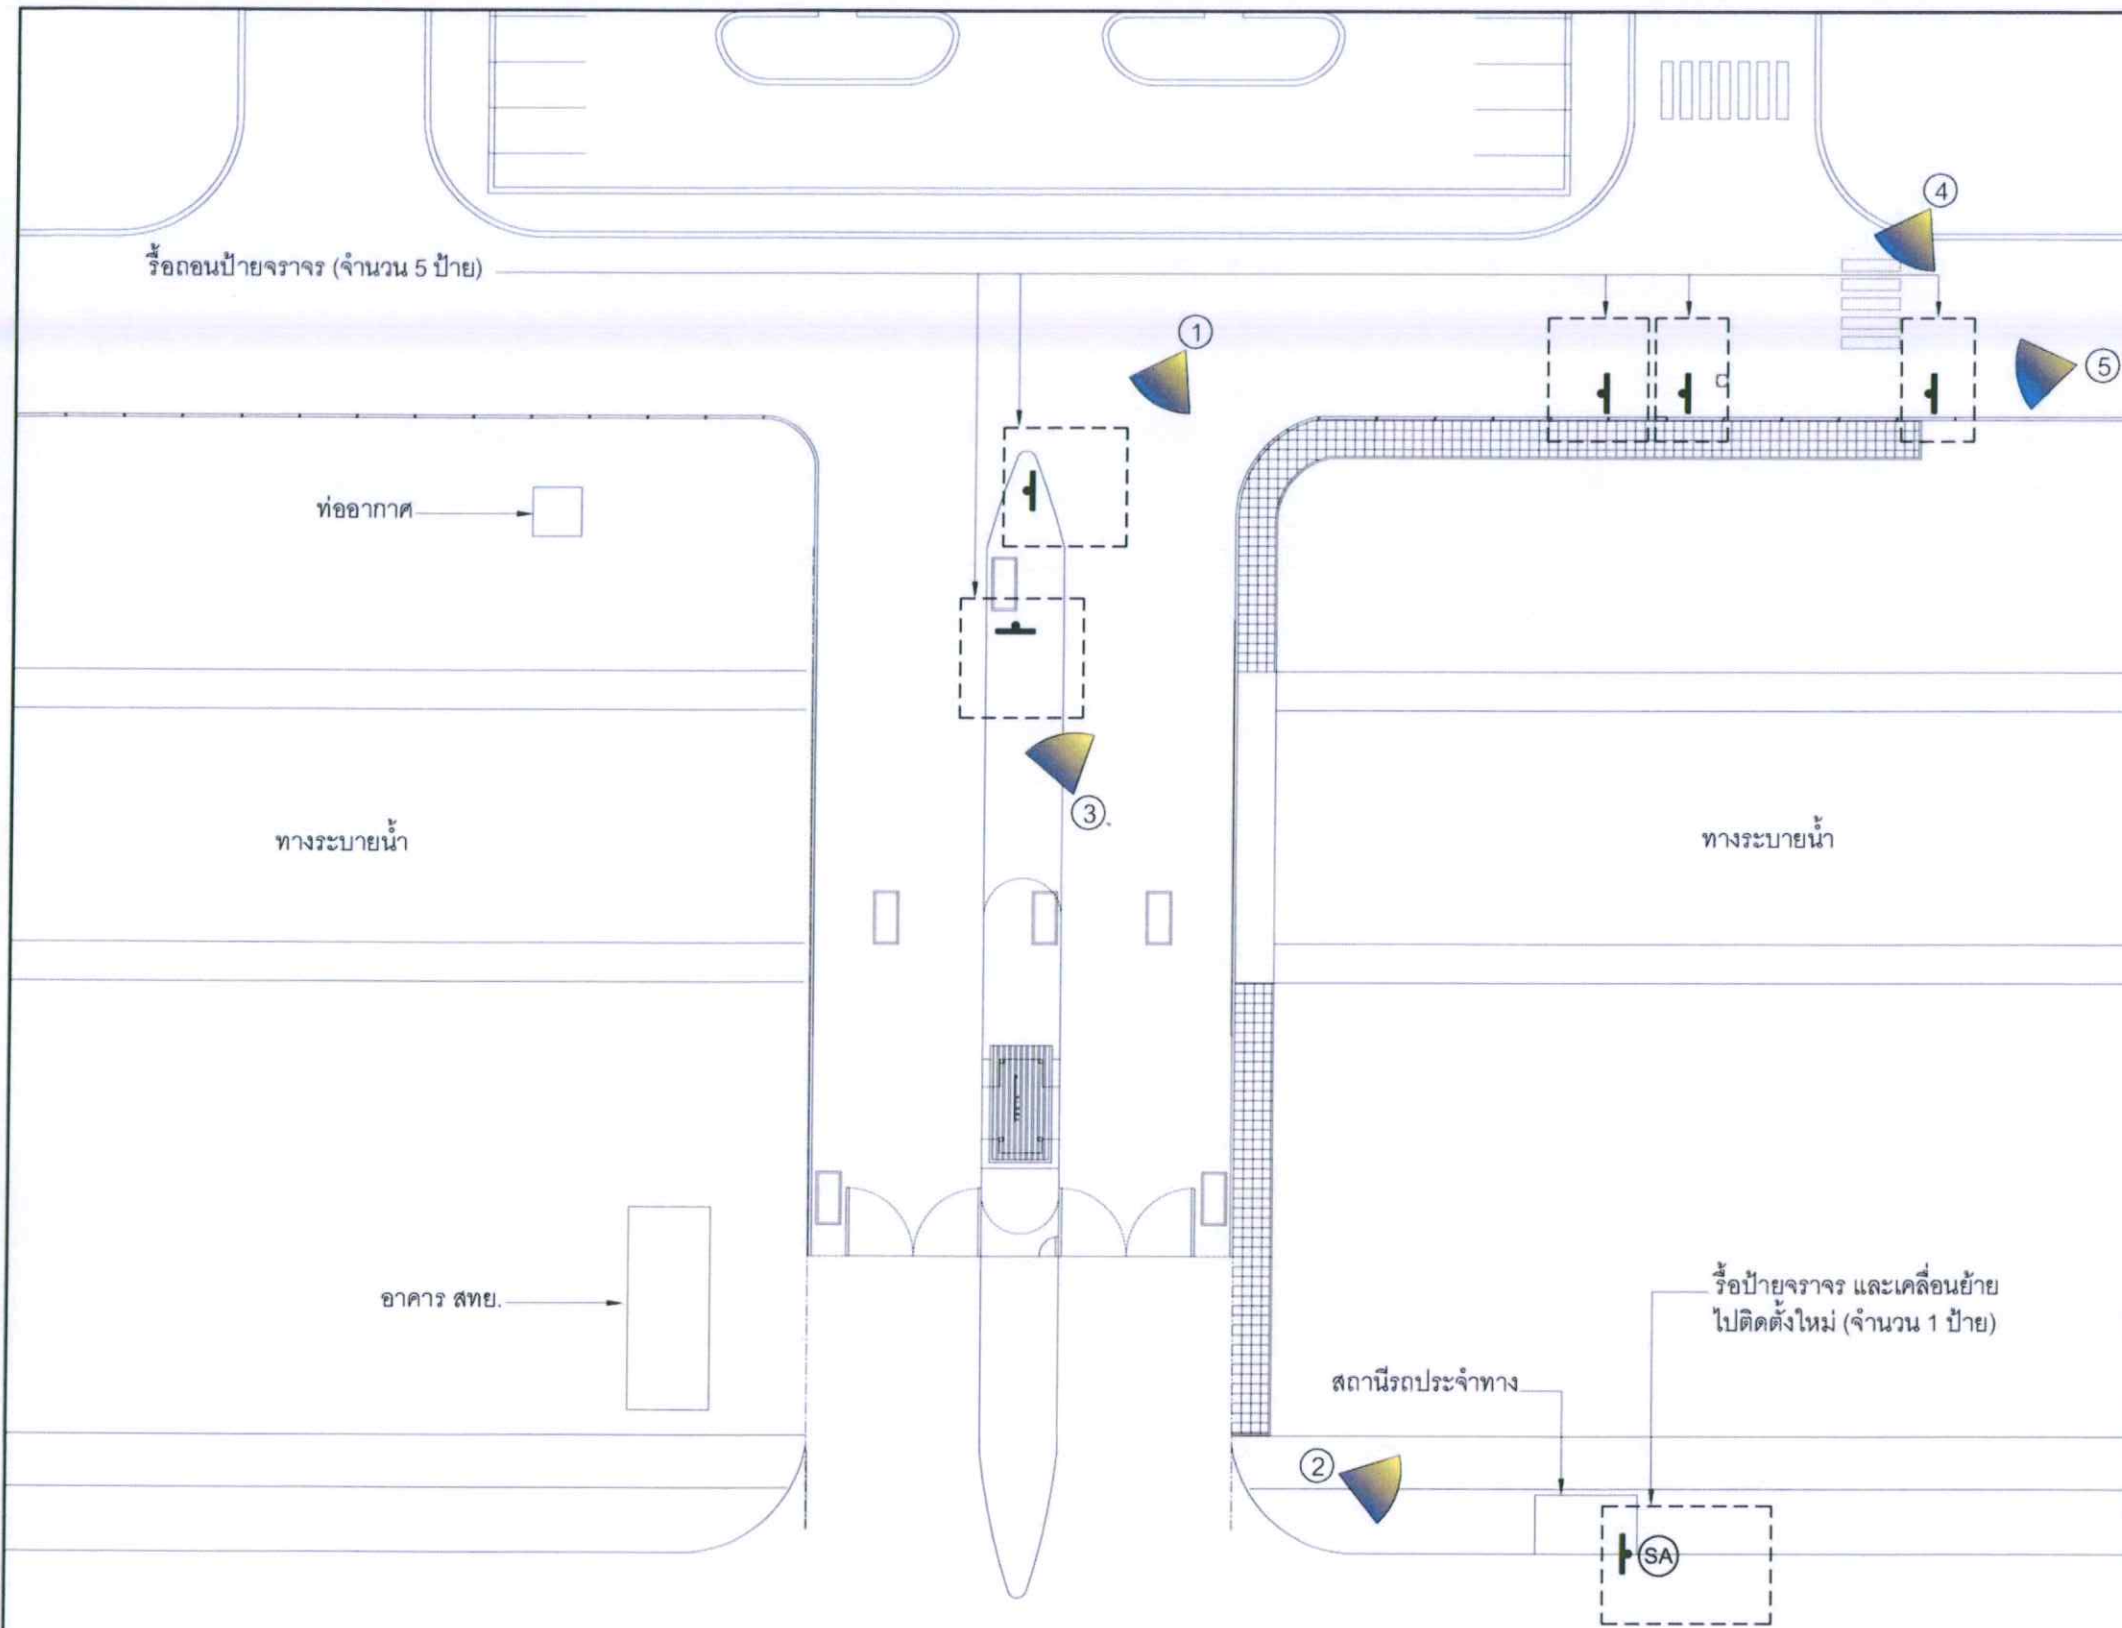 ④
รื้อถอนป้ายจราจร (จำนวน 5 ป้าย)
①
⑤
ท่ออากาศ
③
ทางระบายน้ำ
ทางระบายน้ำ
อาคาร สทย.
รื้อป้ายจราจร และเคลื่อนย้าย
ไปติดตั้งใหม่ (จำนวน 1 ป้าย)
สถานีรถประจำทาง
②
SA